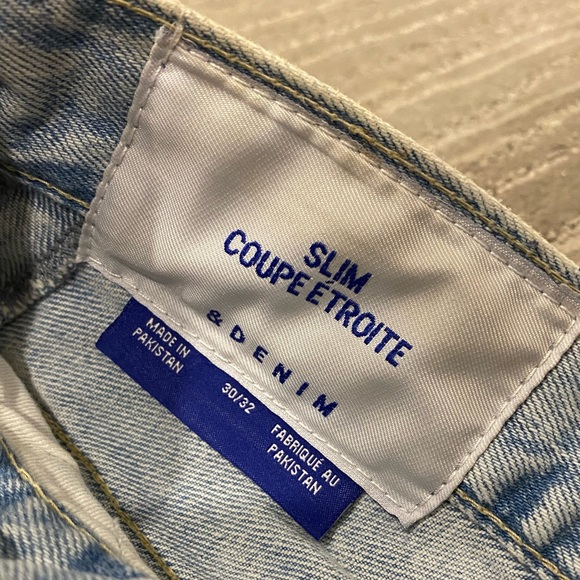 SLIM
COUPE ÉTROITE
& DENIM
MADE IN
PAKISTAN
30/32
FABRIQUÉ AU
PAKISTAN